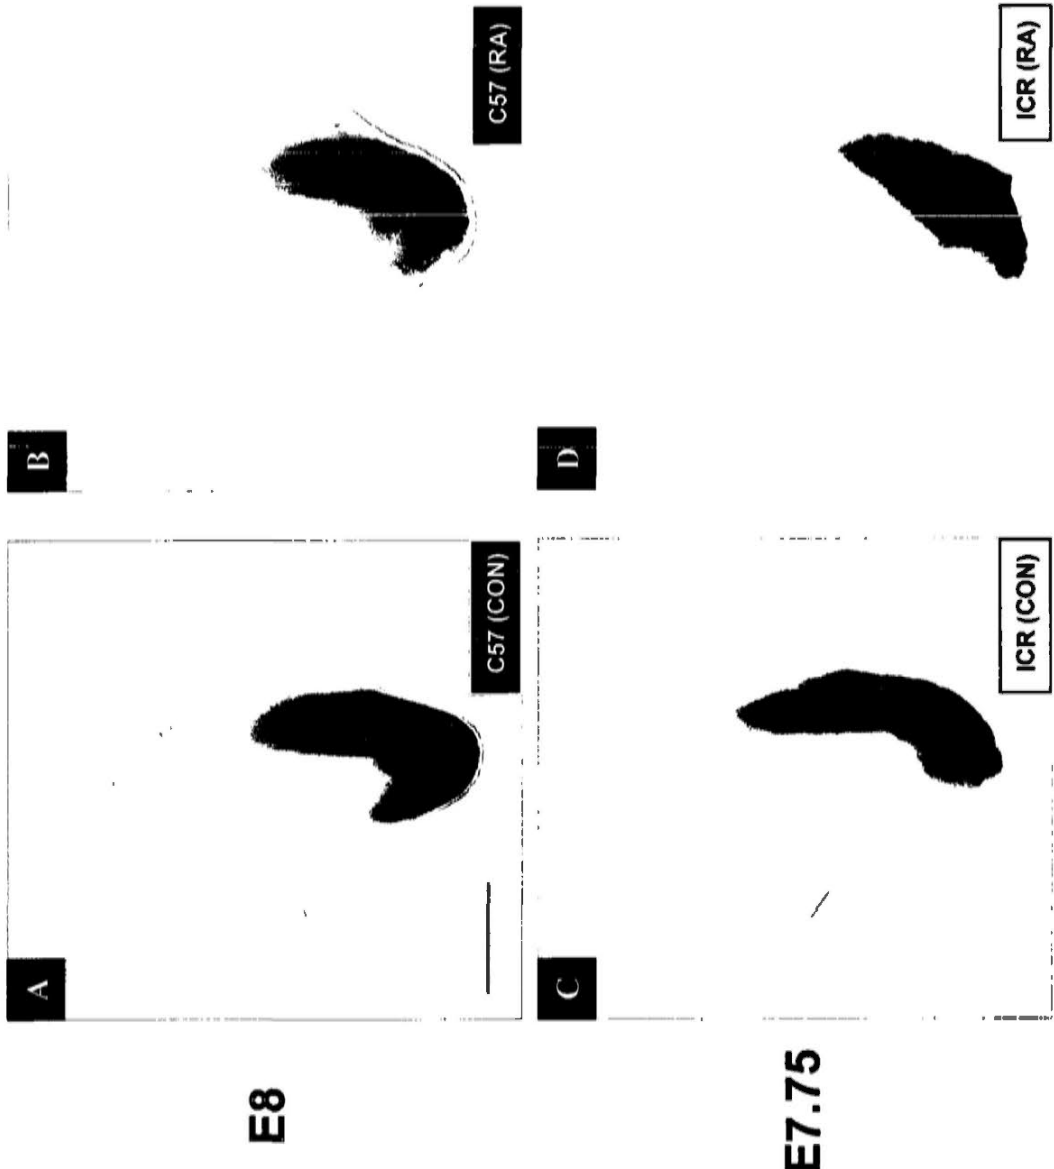 E8
A
C57 (CON)
B
C57 (RA)
E7.75
C
ICR (CON)
D
ICR (RA)